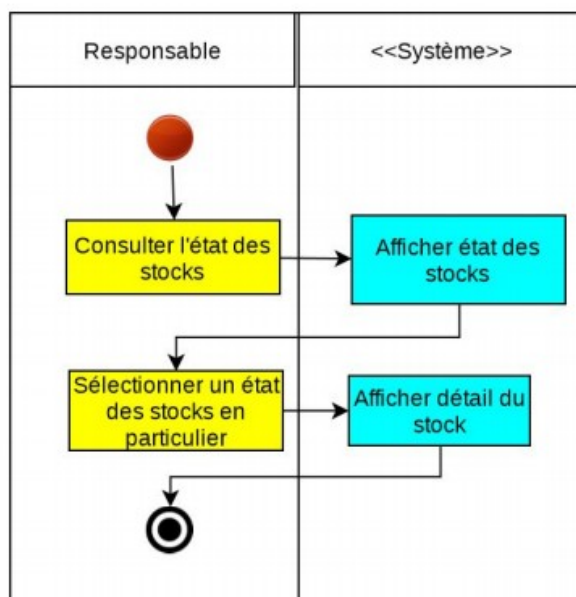 Responsable
<<Système>>
Consulter l'état des
stocks
Afficher état des
stocks
Sélectionner un état
des stocks en
particulier
Afficher détail du
stock